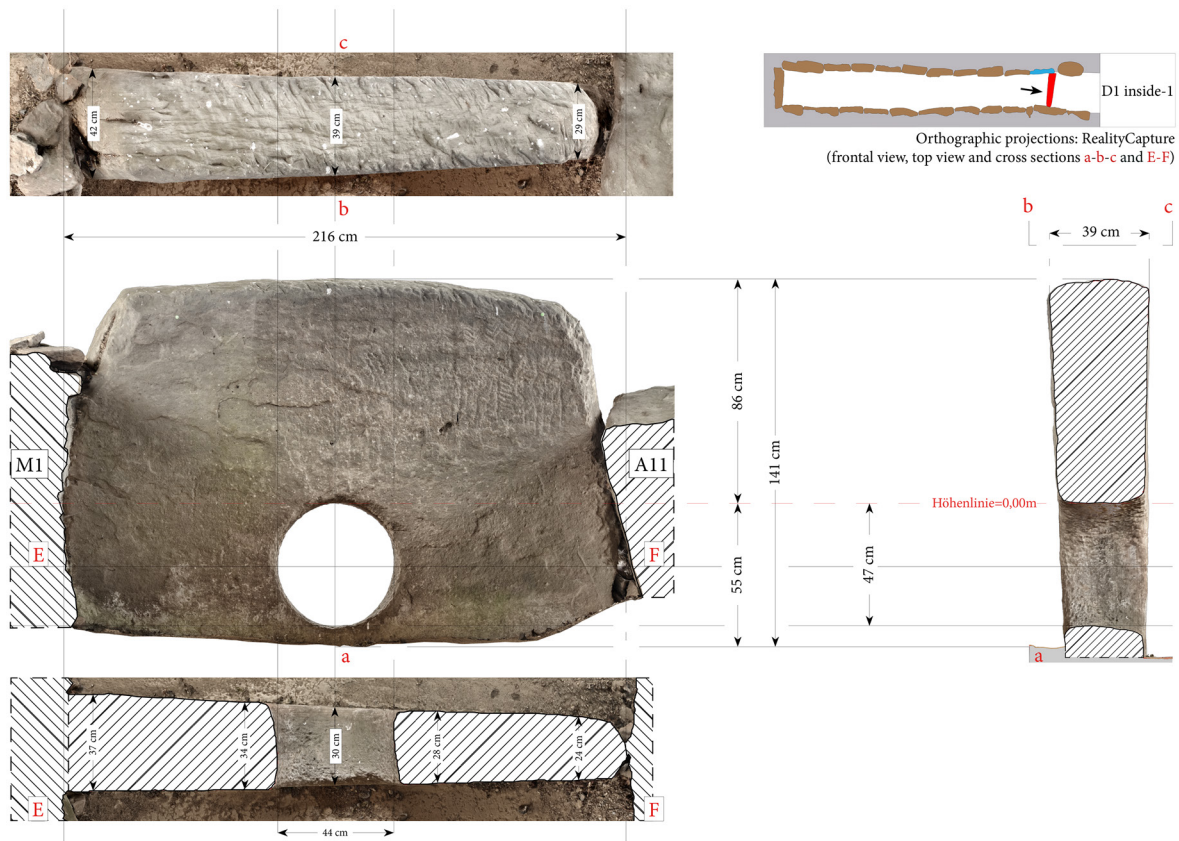 c
42 cm
39 cm
29 cm
b
D1 inside-1
Orthographic projections: RealityCapture
(frontal view, top view and cross sections a-b-c and E-F)
216 cm
b
c
39 cm
86 cm
141 cm
M1
A11
Höhenlinie=0,00m
E
F
55 cm
47 cm
a
a
37 cm
34 cm
30 cm
28 cm
24 cm
E
F
44 cm